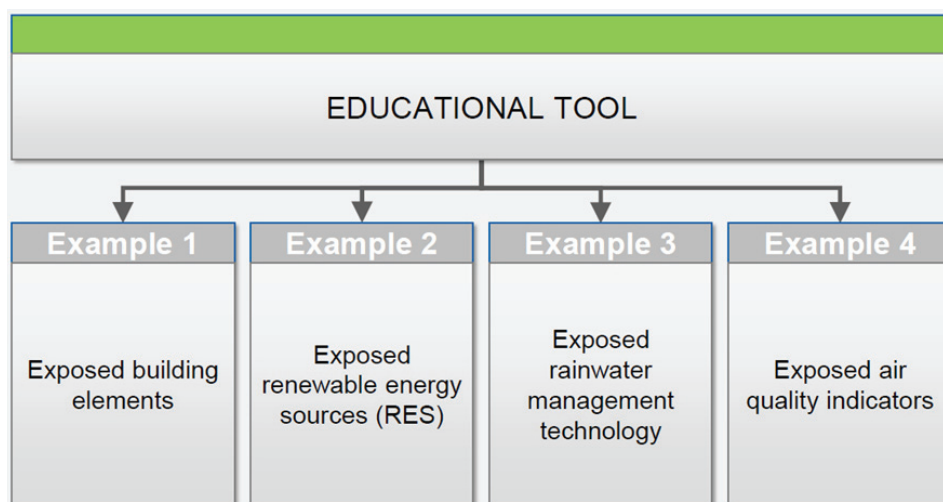 EDUCATIONAL TOOL
Example 1
Exposed building
elements
Example 2
Exposed
renewable energy
sources (RES)
Example 3
Exposed
rainwater
management
technology
Example 4
Exposed air
quality indicators